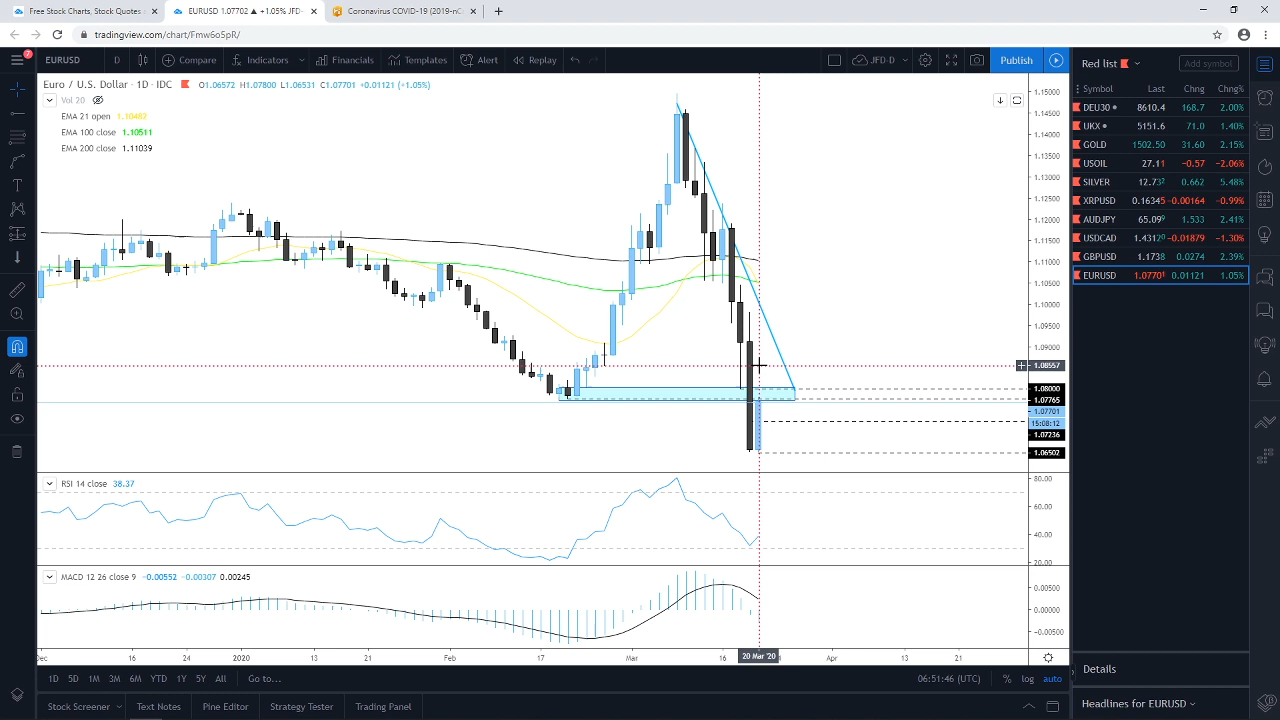 Free Stock Charts, Stock Quotes
EURUSD 1.07702 ▲ +1.05% JFD-
Coronavirus COVID-19 (2019-nC
tradingview.com/chart/Fmw6o5pR/
EURUSD D Compare Indicators Financials Templates Alert Replay JFD-D Publish
Euro / U.S. Dollar · 1D · IDC O1.06572 H1.07800 L1.06531 C1.07701 +0.01121 (+1.05%)
Vol 20
EMA 21 open 1.10482
EMA 100 close 1.10511
EMA 200 close 1.11039
1.15000
1.14500
1.14000
1.13500
1.13000
1.12500
1.12000
1.11500
1.11000
1.10500
1.10000
1.09500
1.09000
1.08557
1.08000
1.07765
1.07701
15:08:12
1.07236
1.06502
RSI 14 close 38.37
80.00
60.00
40.00
20.00
MACD 12 26 close 9 −0.00552 −0.00307 0.00245
0.00500
0.00000
−0.00500
Dec 16 24 2020 13 21 Feb 17 Mar 16 20 Mar '20 Apr 13 21
1D 5D 1M 3M 6M YTD 1Y 5Y All Go to... 06:51:46 (UTC) % log auto
Stock Screener Text Notes Pine Editor Strategy Tester Trading Panel
Red list Add symbol
Symbol Last Chng Chng%
DEU30 8610.4 168.7 2.00%
UKX 5151.6 71.0 1.40%
GOLD 1502.50 31.60 2.15%
USOIL 27.11 −0.57 −2.06%
SILVER 12.732 0.662 5.48%
XRPUSD 0.16345 −0.00164 −0.99%
AUDJPY 65.099 1.533 2.41%
USDCAD 1.43120 −0.01879 −1.30%
GBPUSD 1.1738 0.0274 2.39%
EURUSD 1.07701 0.01121 1.05%
Details
Headlines for EURUSD